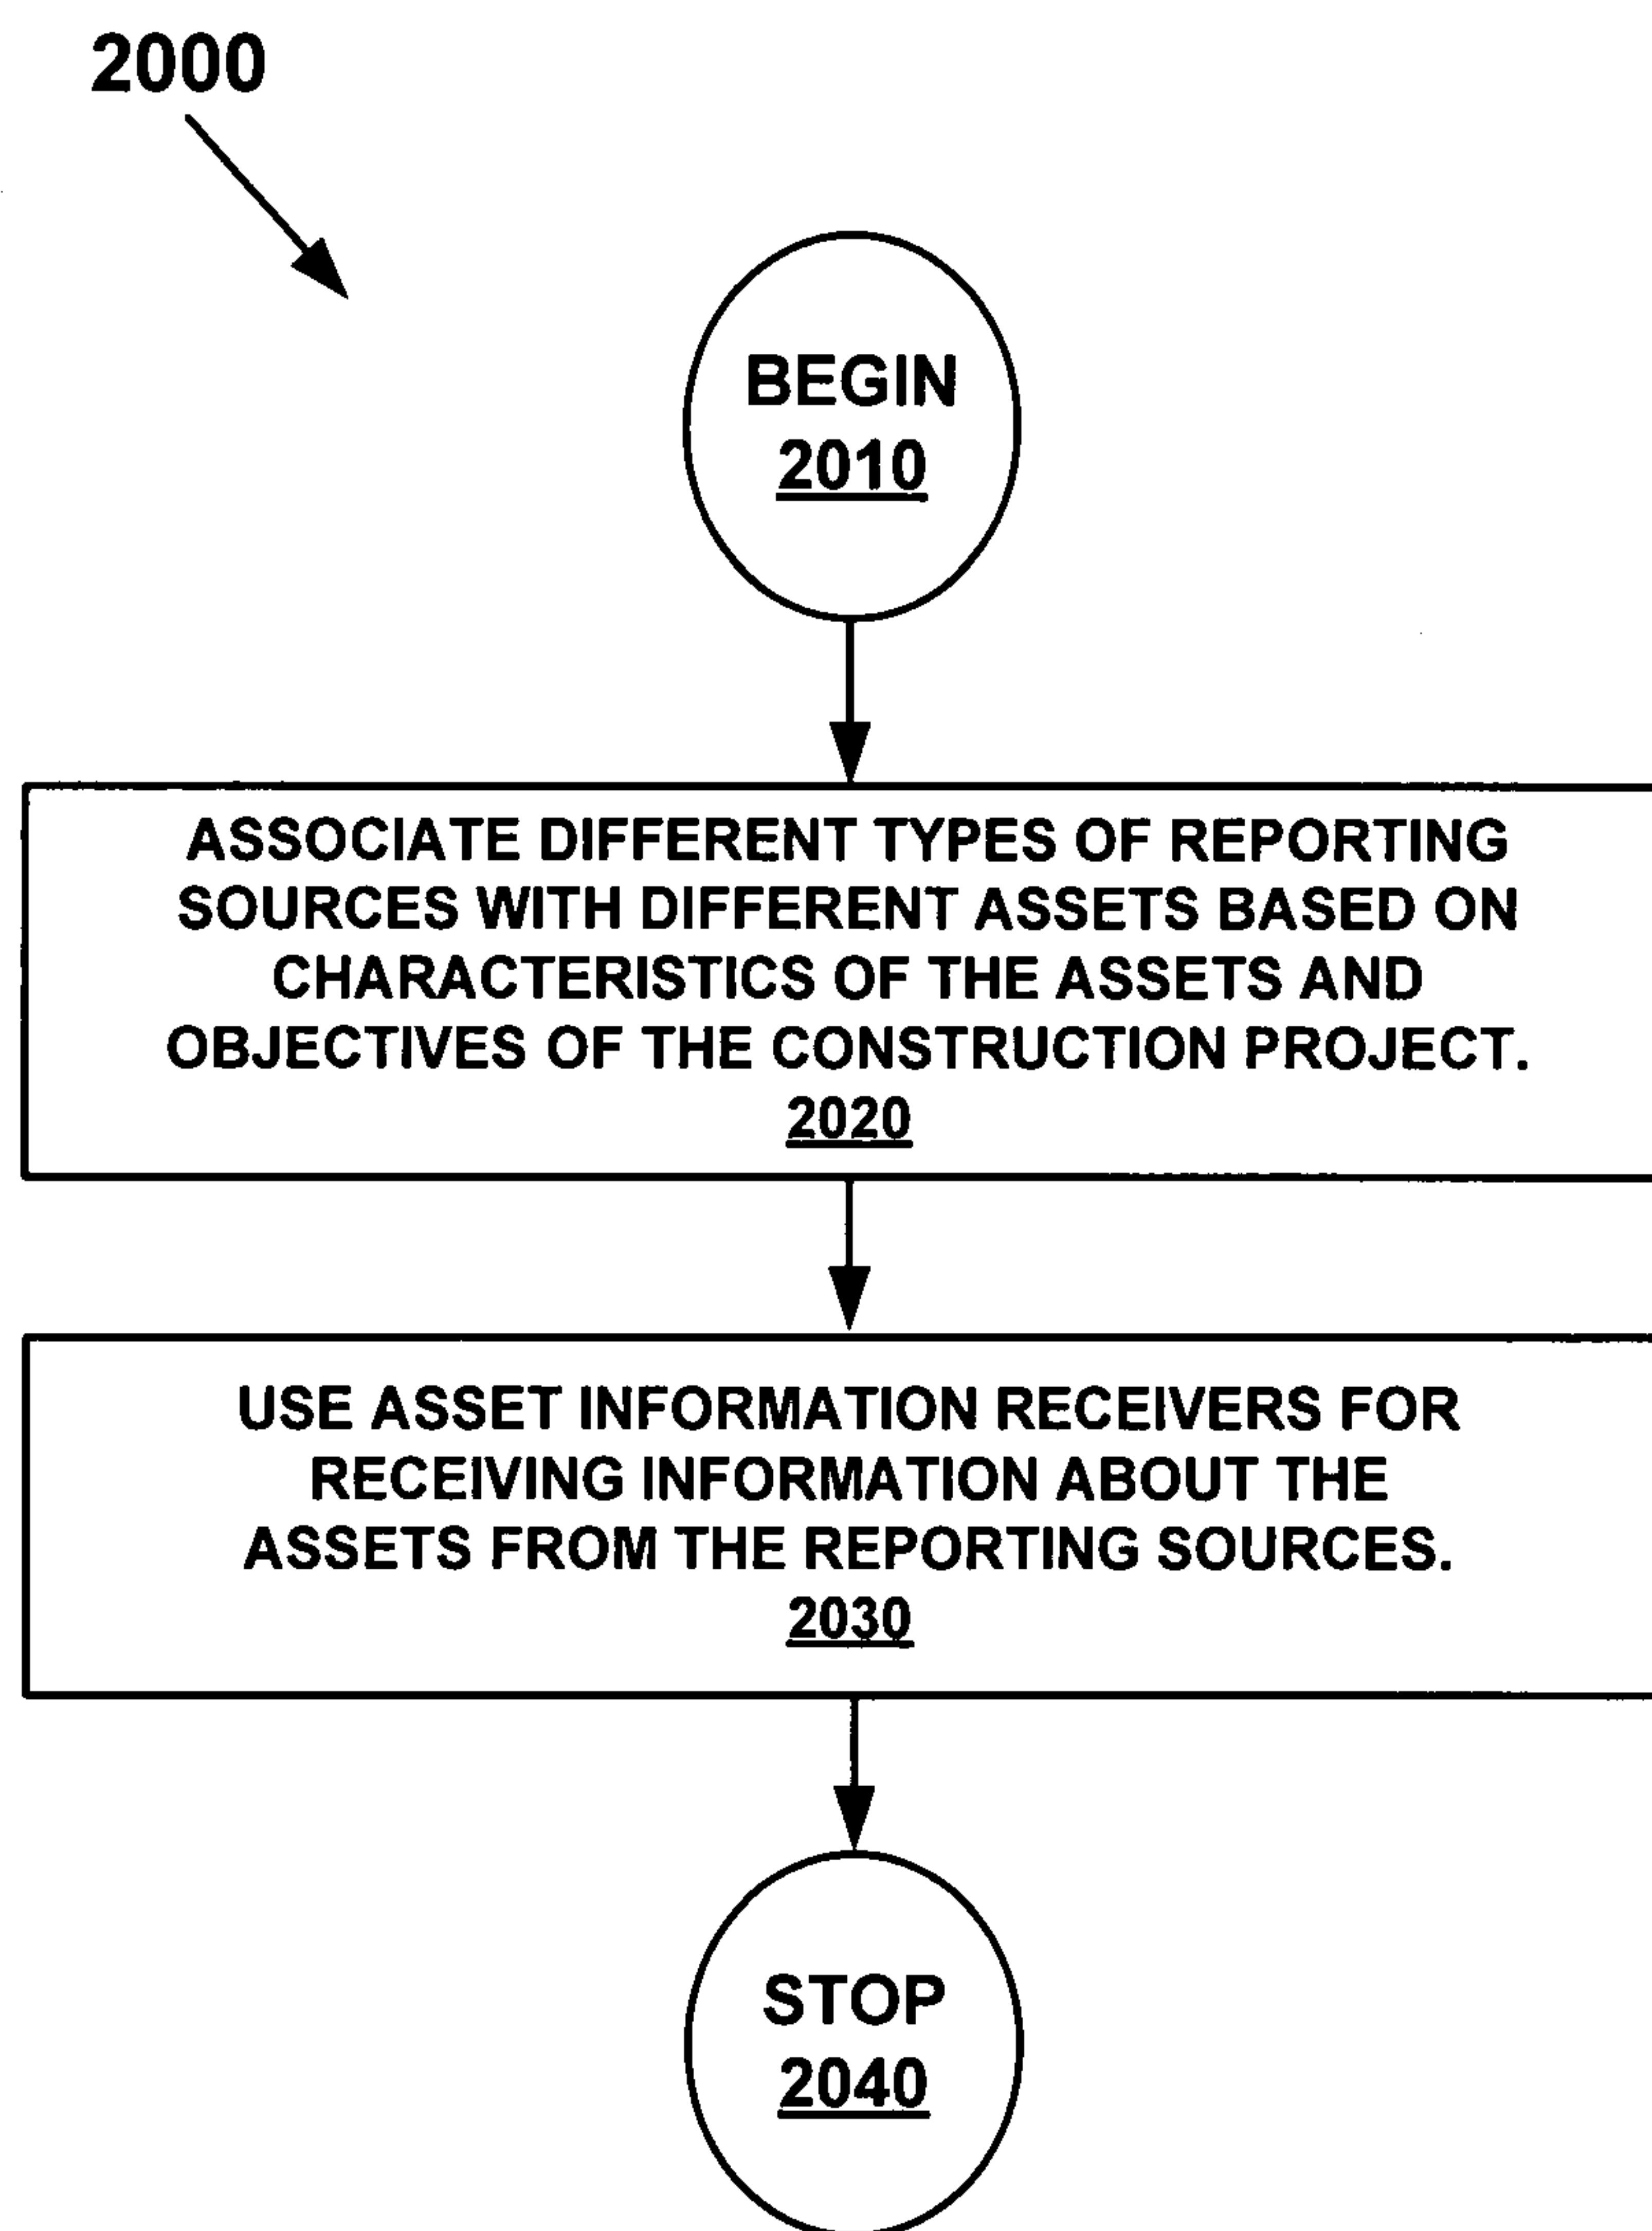 2000
BEGIN
2010
ASSOCIATE DIFFERENT TYPES OF REPORTING
SOURCES WITH DIFFERENT ASSETS BASED ON
CHARACTERISTICS OF THE ASSETS AND
OBJECTIVES OF THE CONSTRUCTION PROJECT.
2020
USE ASSET INFORMATION RECEIVERS FOR
RECEIVING INFORMATION ABOUT THE
ASSETS FROM THE REPORTING SOURCES.
2030
STOP
2040